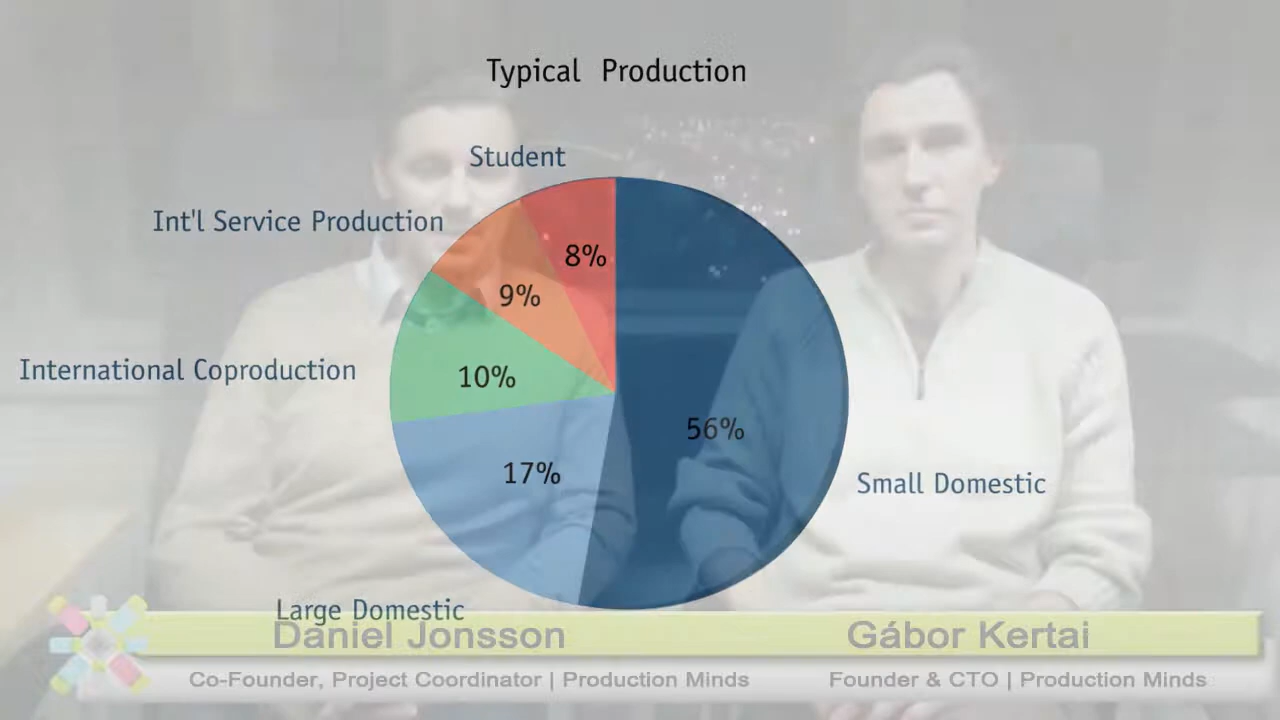 Typical Production
Student
Int'l Service Production
8%
9%
International Coproduction
10%
56%
17%
Small Domestic
Large Domestic
Daniel Jonsson
Gábor Kertai
Co-Founder, Project Coordinator | Production Minds
Founder & CTO | Production Minds